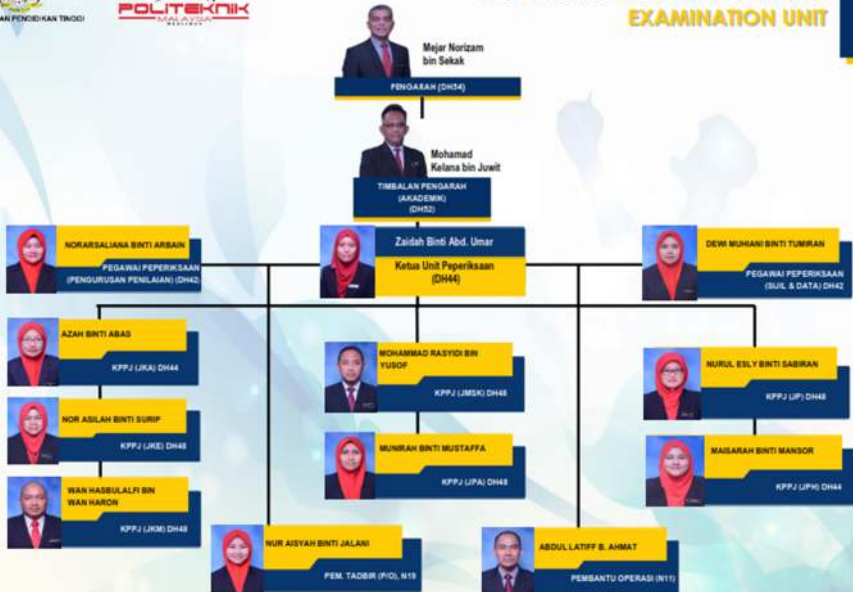 AN PENDIDIKAN TINGGI
POLITEKNIK
MALAYSIA
EXAMINATION UNIT
Mejar Norizam
bin Sekak
PENGARAH (DH54)
Mohamad
Kelana bin Juwit
TIMBALAN PENGARAH
(AKADEMIK)
(DH52)
NORARSALIANA BINTI ARBAIN
PEGAWAI PEPERIKSAAN
(PENGURUSAN PENILAIAN) (DH42)
Zaidah Binti Abd. Umar
Ketua Unit Peperiksaan
(DH44)
DEWI MUHIANI BINTI TUMIRAN
PEGAWAI PEPERIKSAAN
(SIJIL & DATA) DH42
AZAH BINTI ABAS
KPPJ (JKA) DH44
MOHAMMAD RASYIDI BIN
YUSOF
KPPJ (JMSK) DH48
NURUL ESLY BINTI SABIRAN
KPPJ (JP) DH48
NOR ASILAH BINTI SURIP
KPPJ (JKE) DH48
MUNIRAH BINTI MUSTAFFA
KPPJ (JPA) DH48
MAISARAH BINTI MANSOR
KPPJ (JPH) DH44
WAN HASBULALFI BIN
WAN HARON
KPPJ (JKM) DH48
NUR AISYAH BINTI JALANI
PEM. TADBIR (P/O), N19
ABDUL LATIFF B. AHMAT
PEMBANTU OPERASI (N11)